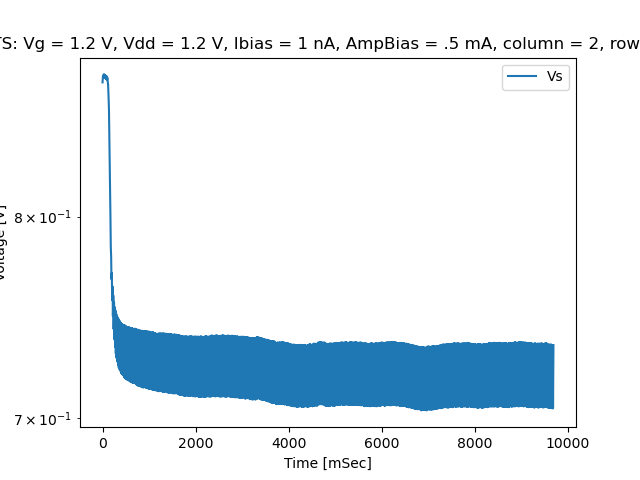 TS: Vg = 1.2 V, Vdd = 1.2 V, Ibias = 1 nA, AmpBias = .5 mA, column = 2, row
Vs
Voltage [V]
8 × 10⁻¹
7 × 10⁻¹
0 2000 4000 6000 8000 10000
Time [mSec]